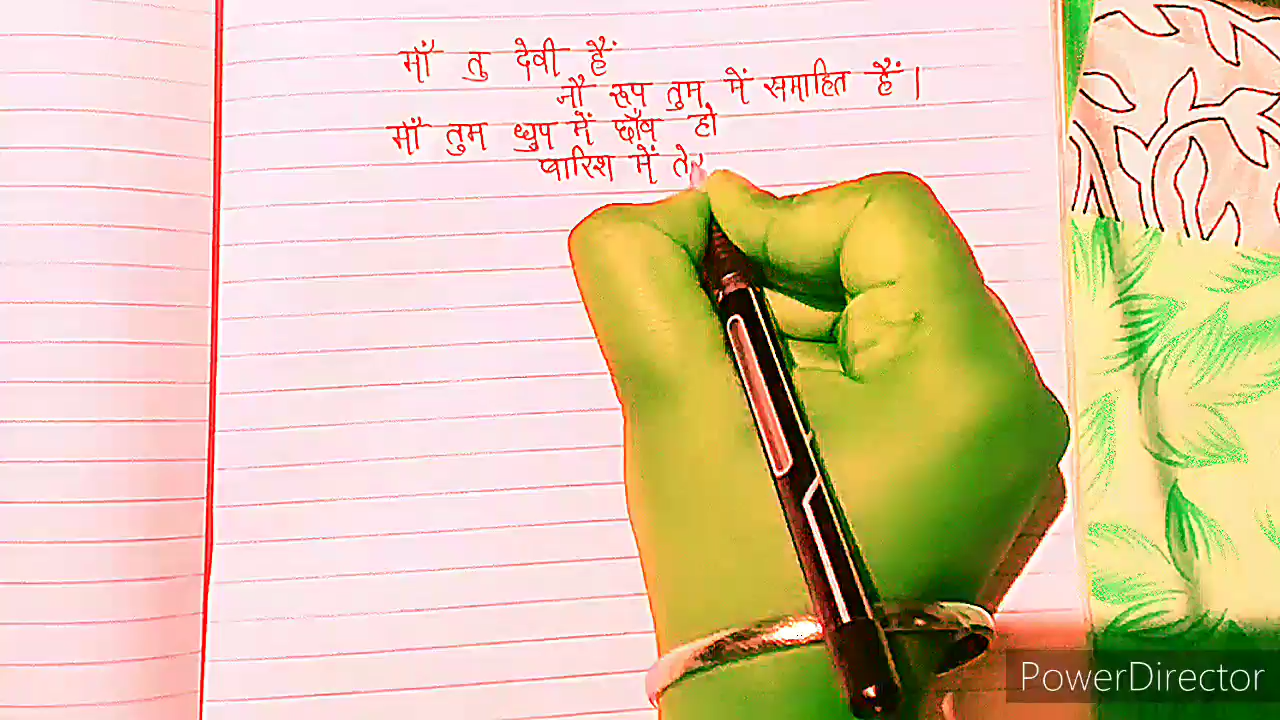 माँ तु देवी हैं
नौ रूप तुम में समाहित हैं।
माँ तुम धुप में छाँव हो
बारिश में ते
PowerDirector